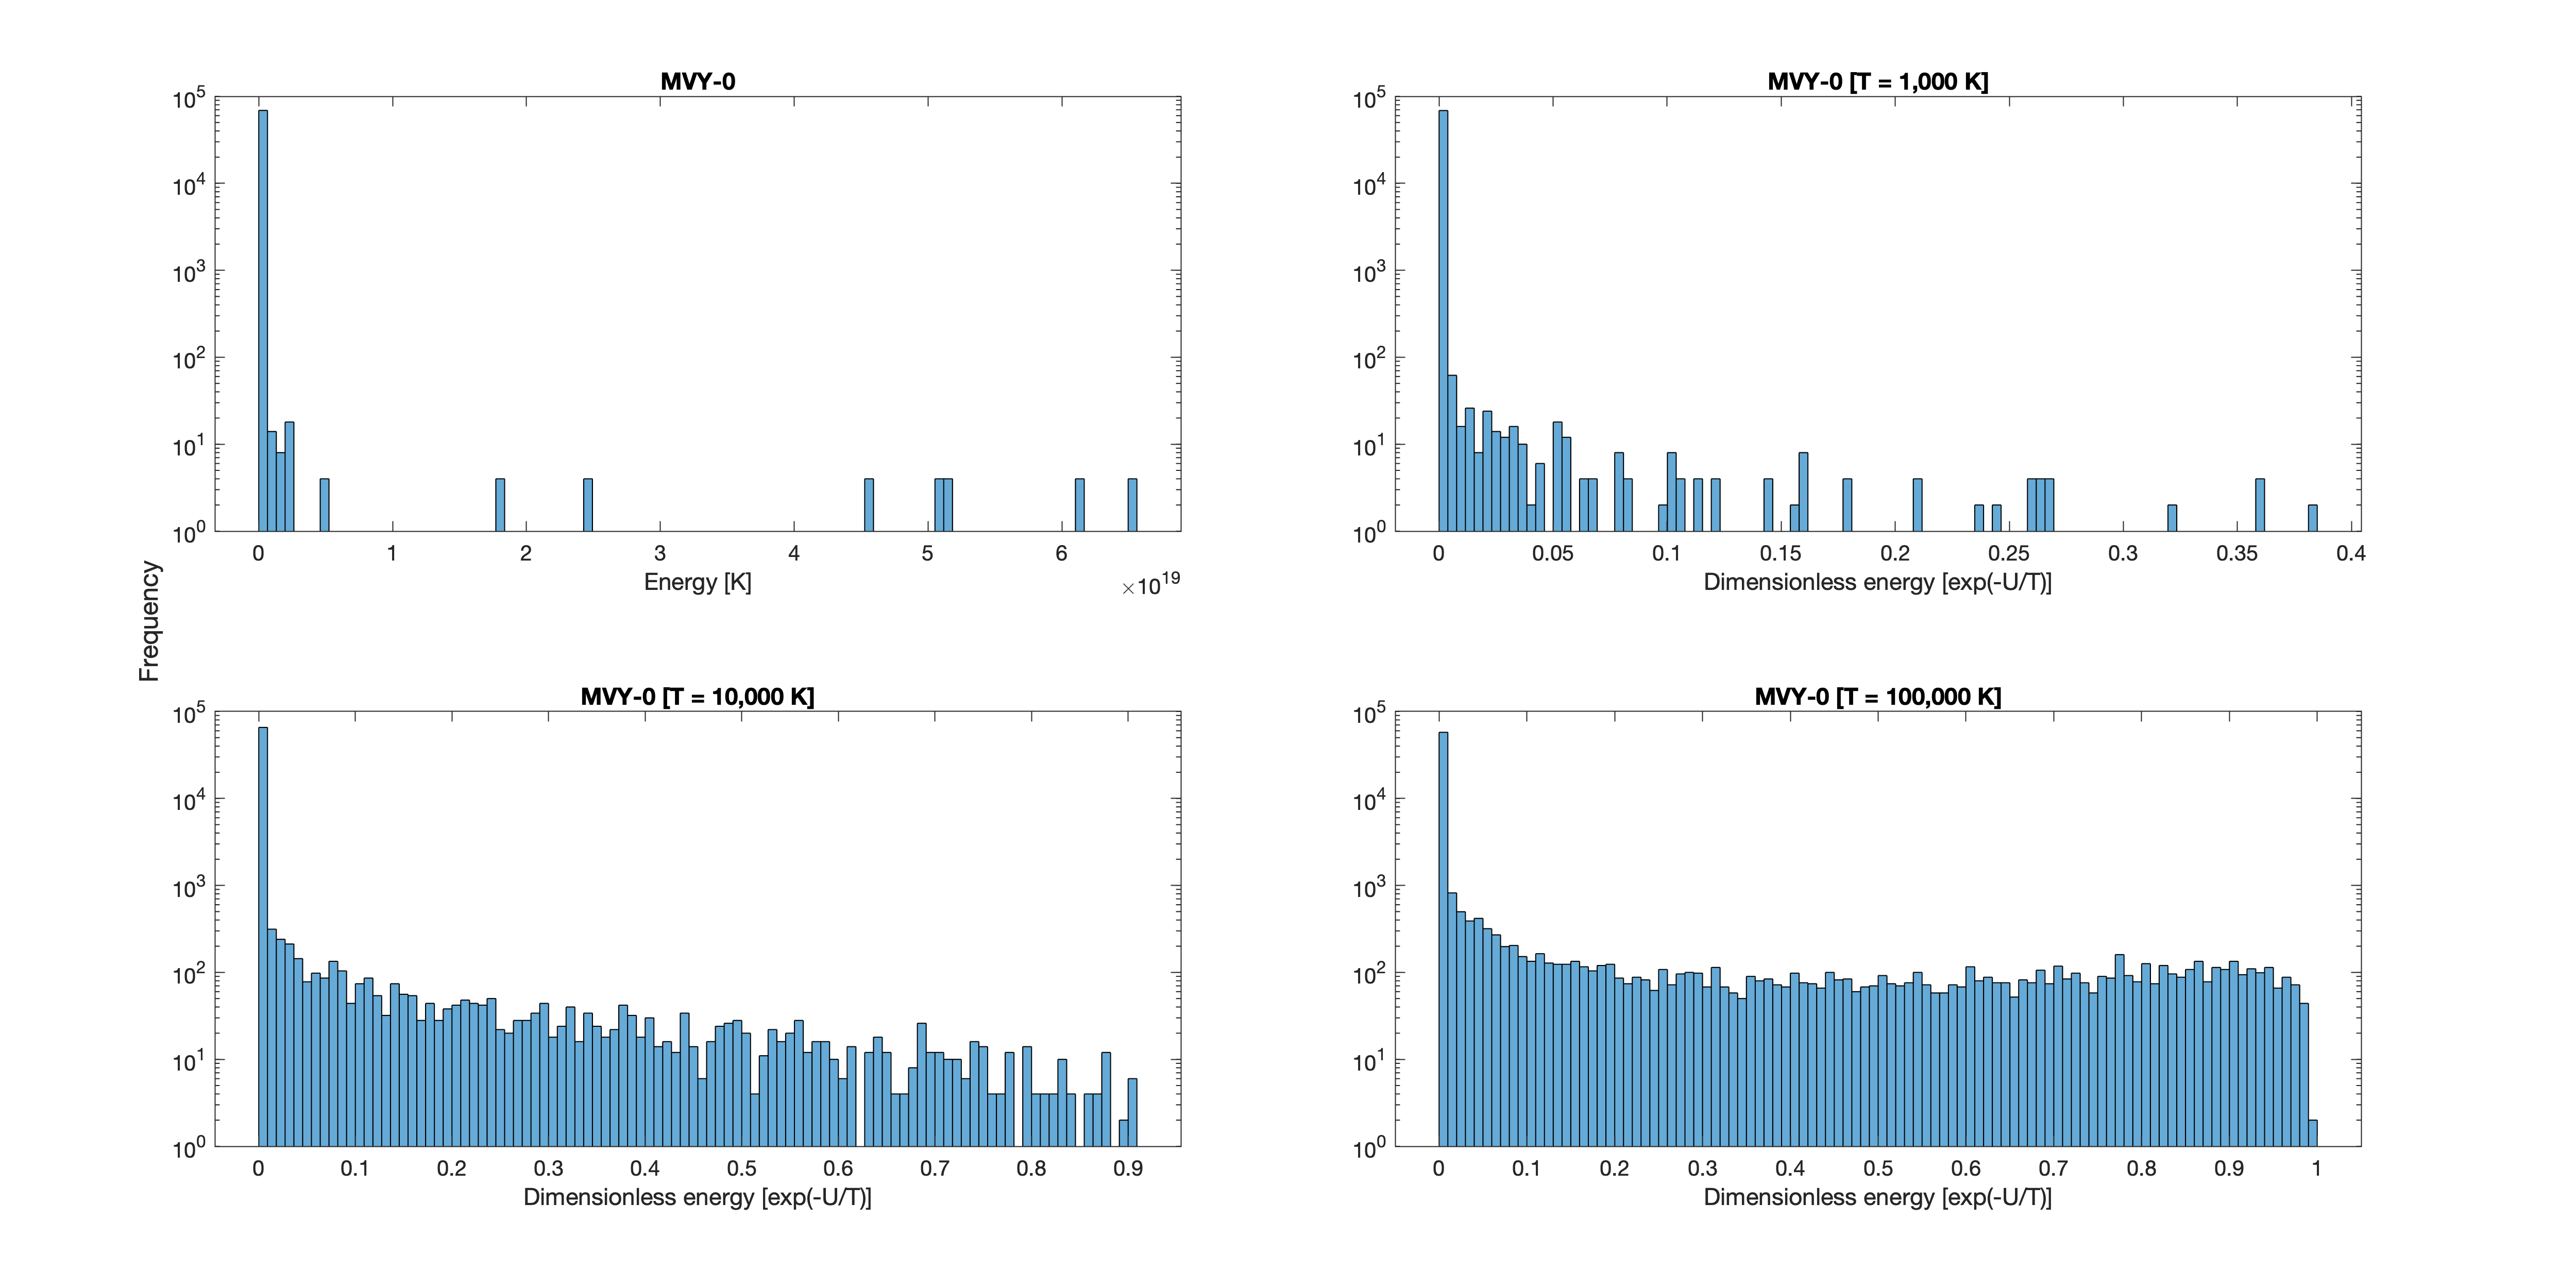 MVY-0
10^5
10^4
10^3
10^2
10^1
10^0
0 1 2 3 4 5 6
Energy [K]
×10^19
MVY-0 [T = 1,000 K]
10^5
10^4
10^3
10^2
10^1
10^0
0 0.05 0.1 0.15 0.2 0.25 0.3 0.35 0.4
Dimensionless energy [exp(-U/T)]
Frequency
MVY-0 [T = 10,000 K]
10^5
10^4
10^3
10^2
10^1
10^0
0 0.1 0.2 0.3 0.4 0.5 0.6 0.7 0.8 0.9
Dimensionless energy [exp(-U/T)]
MVY-0 [T = 100,000 K]
10^5
10^4
10^3
10^2
10^1
10^0
0 0.1 0.2 0.3 0.4 0.5 0.6 0.7 0.8 0.9 1
Dimensionless energy [exp(-U/T)]